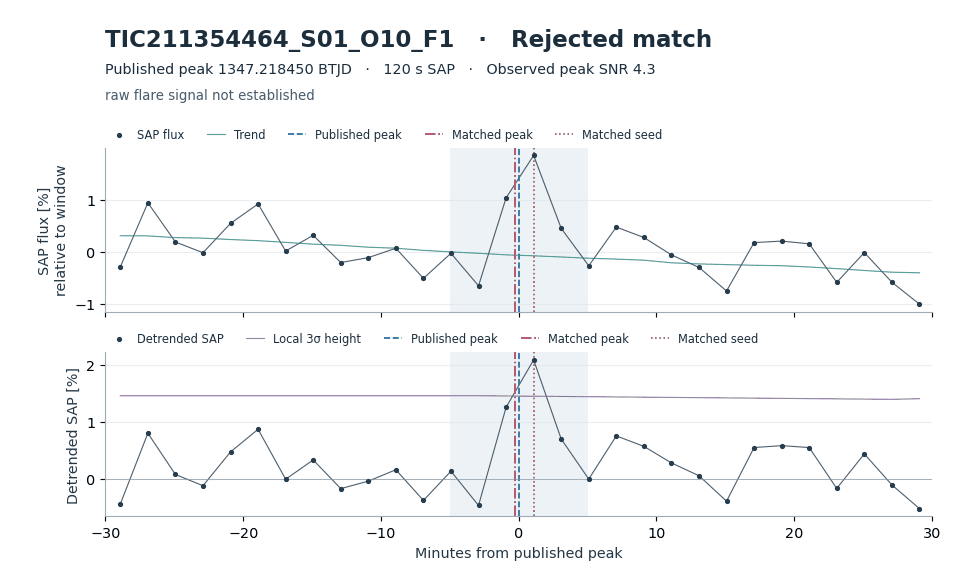 TIC211354464_S01_O10_F1 · Rejected match
Published peak 1347.218450 BTJD · 120 s SAP · Observed peak SNR 4.3
raw flare signal not established
SAP flux Trend Published peak Matched peak Matched seed
SAP flux [%]
relative to window
1
0
−1
Detrended SAP Local 3σ height Published peak Matched peak Matched seed
Detrended SAP [%]
2
1
0
−30 −20 −10 0 10 20 30
Minutes from published peak